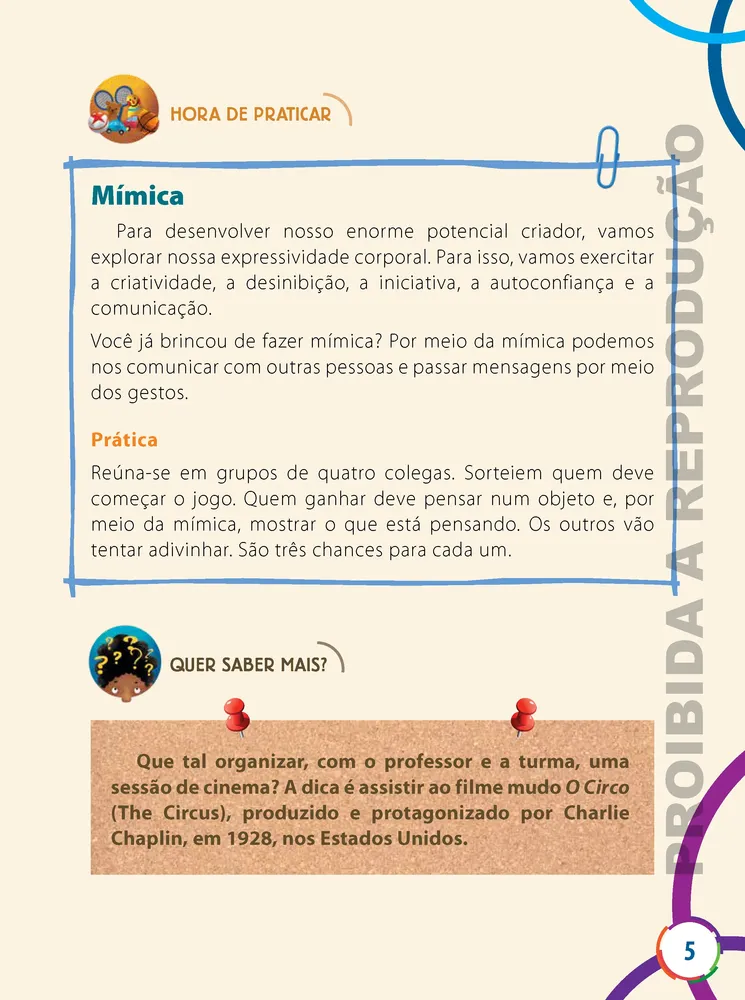 HORA DE PRATICAR
Mímica
Para desenvolver nosso enorme potencial criador, vamos
explorar nossa expressividade corporal. Para isso, vamos exercitar
a criatividade, a desinibição, a iniciativa, a autoconfiança e a
comunicação.
Você já brincou de fazer mímica? Por meio da mímica podemos
nos comunicar com outras pessoas e passar mensagens por meio
dos gestos.
Prática
Reúna-se em grupos de quatro colegas. Sorteiem quem deve
começar o jogo. Quem ganhar deve pensar num objeto e, por
meio da mímica, mostrar o que está pensando. Os outros vão
tentar adivinhar. São três chances para cada um.
QUER SABER MAIS?
Que tal organizar, com o professor e a turma, uma
sessão de cinema? A dica é assistir ao filme mudo O Circo
(The Circus), produzido e protagonizado por Charlie
Chaplin, em 1928, nos Estados Unidos.
PROIBIDA A REPRODUÇÃO
5